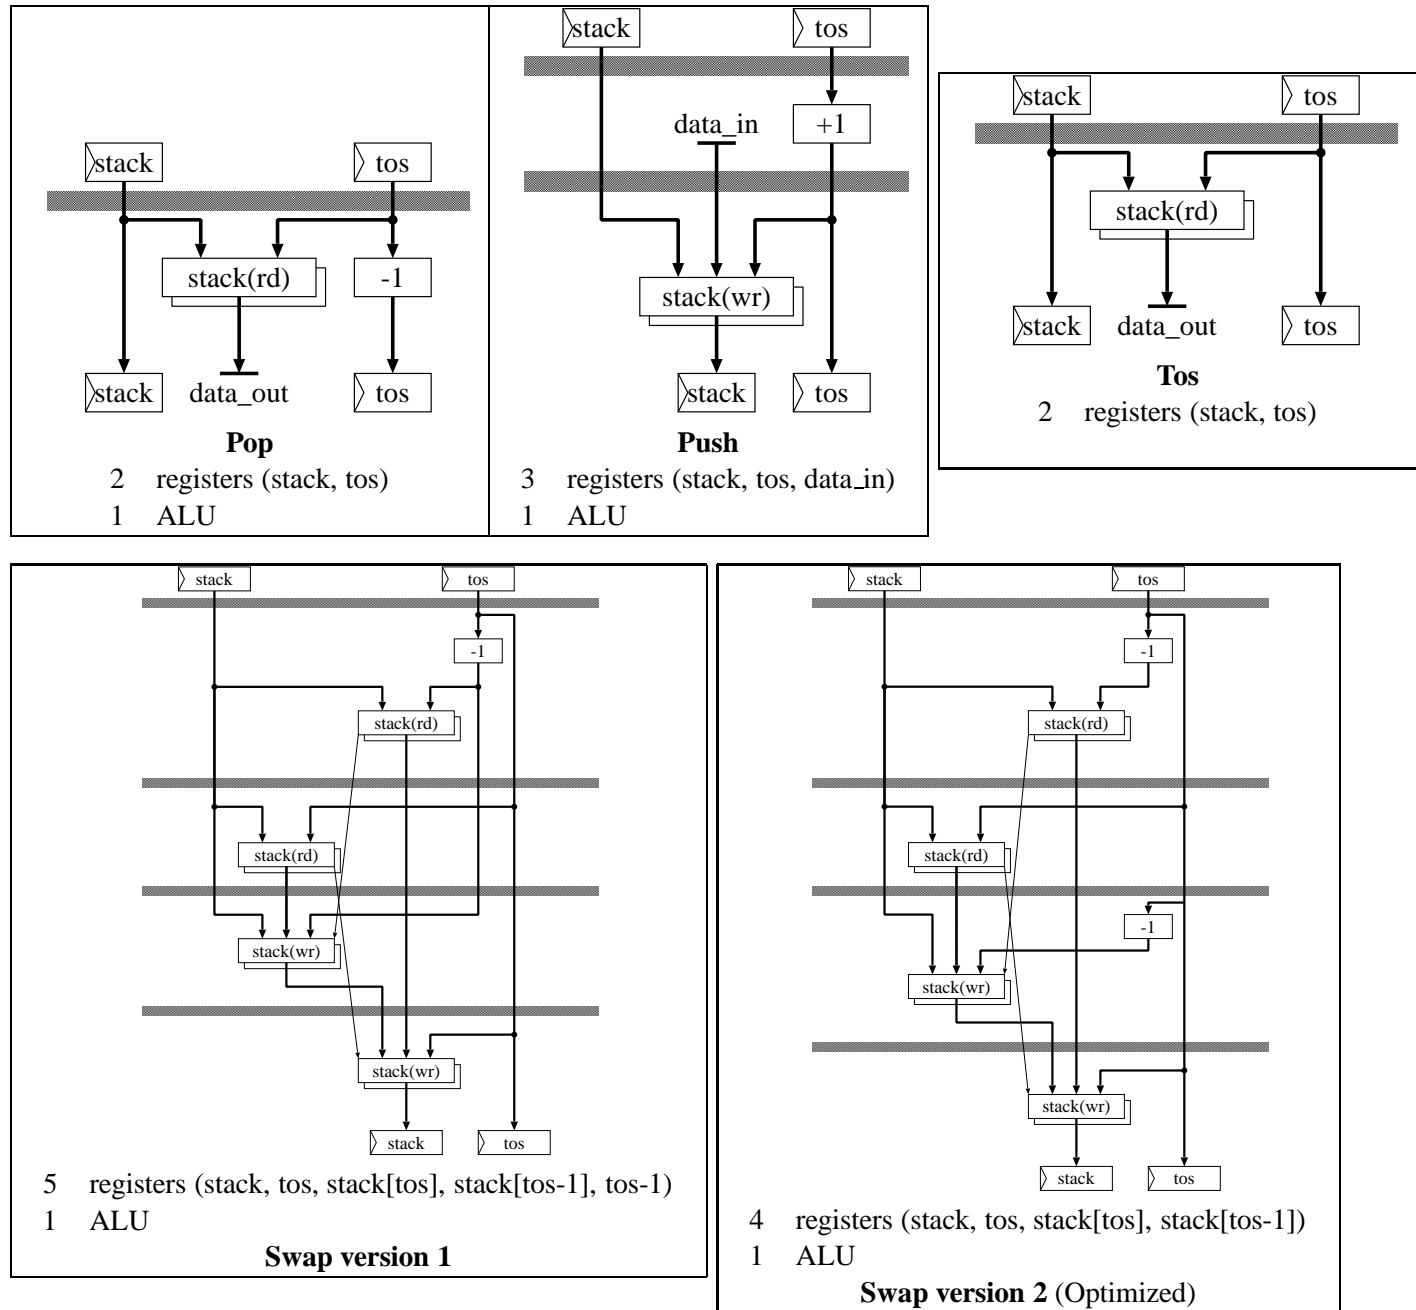 stack tos
stack(rd) -1
stack data_out tos
Pop
2 registers (stack, tos)
1 ALU
stack tos
data_in +1
stack(wr)
stack tos
Push
3 registers (stack, tos, data_in)
1 ALU
stack tos
stack(rd)
stack data_out tos
Tos
2 registers (stack, tos)
stack tos
-1
stack(rd)
stack(rd)
stack(wr)
stack(wr)
stack tos
5 registers (stack, tos, stack[tos], stack[tos-1], tos-1)
1 ALU
Swap version 1
stack tos
-1
stack(rd)
stack(rd)
-1
stack(wr)
stack(wr)
stack tos
4 registers (stack, tos, stack[tos], stack[tos-1])
1 ALU
Swap version 2 (Optimized)